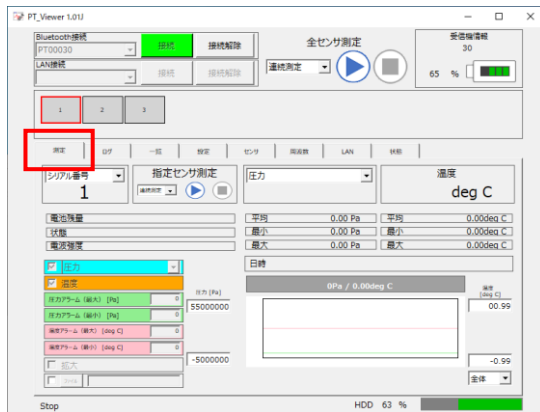 PT_Viewer 1.01J
Bluetooth接続
PT00030
接続
接続解除
LAN接続
接続
接続解除
全センサ測定
連続測定
受信機情報
30
65 %
1 2 3
測定 ログ 一括 設定 センサ 周波数 LAN 状態
シリアル番号
1
指定センサ測定
連続測定
圧力
温度
deg C
電池残量
状態
電波強度
平均 0.00 Pa 平均 0.00deg C
最小 0.00 Pa 最小 0.00deg C
最大 0.00 Pa 最大 0.00deg C
圧力
温度
圧力アラーム (最大) [Pa] 0
圧力アラーム (最小) [Pa] 0
温度アラーム (最大) [deg C] 0
温度アラーム (最小) [deg C] 0
拡大
日時
0Pa / 0.00deg C
圧力 [Pa]
55000000
-5000000
温度
[deg C]
00.99
-0.99
全体
Stop
HDD 63 %